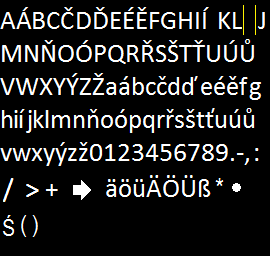 AÁBCČDĎEÉĚFGHIÍ KL J
MNŇOÓPQRŘSŠTŤUÚŮ
VWXYÝZŽaábcčdďeéěfg
hiíjklmnňoópqrřsštťuúů
vwxyýzž0123456789.-,:
/ >+ ➡ äöüÄÖÜß*•
Ś()